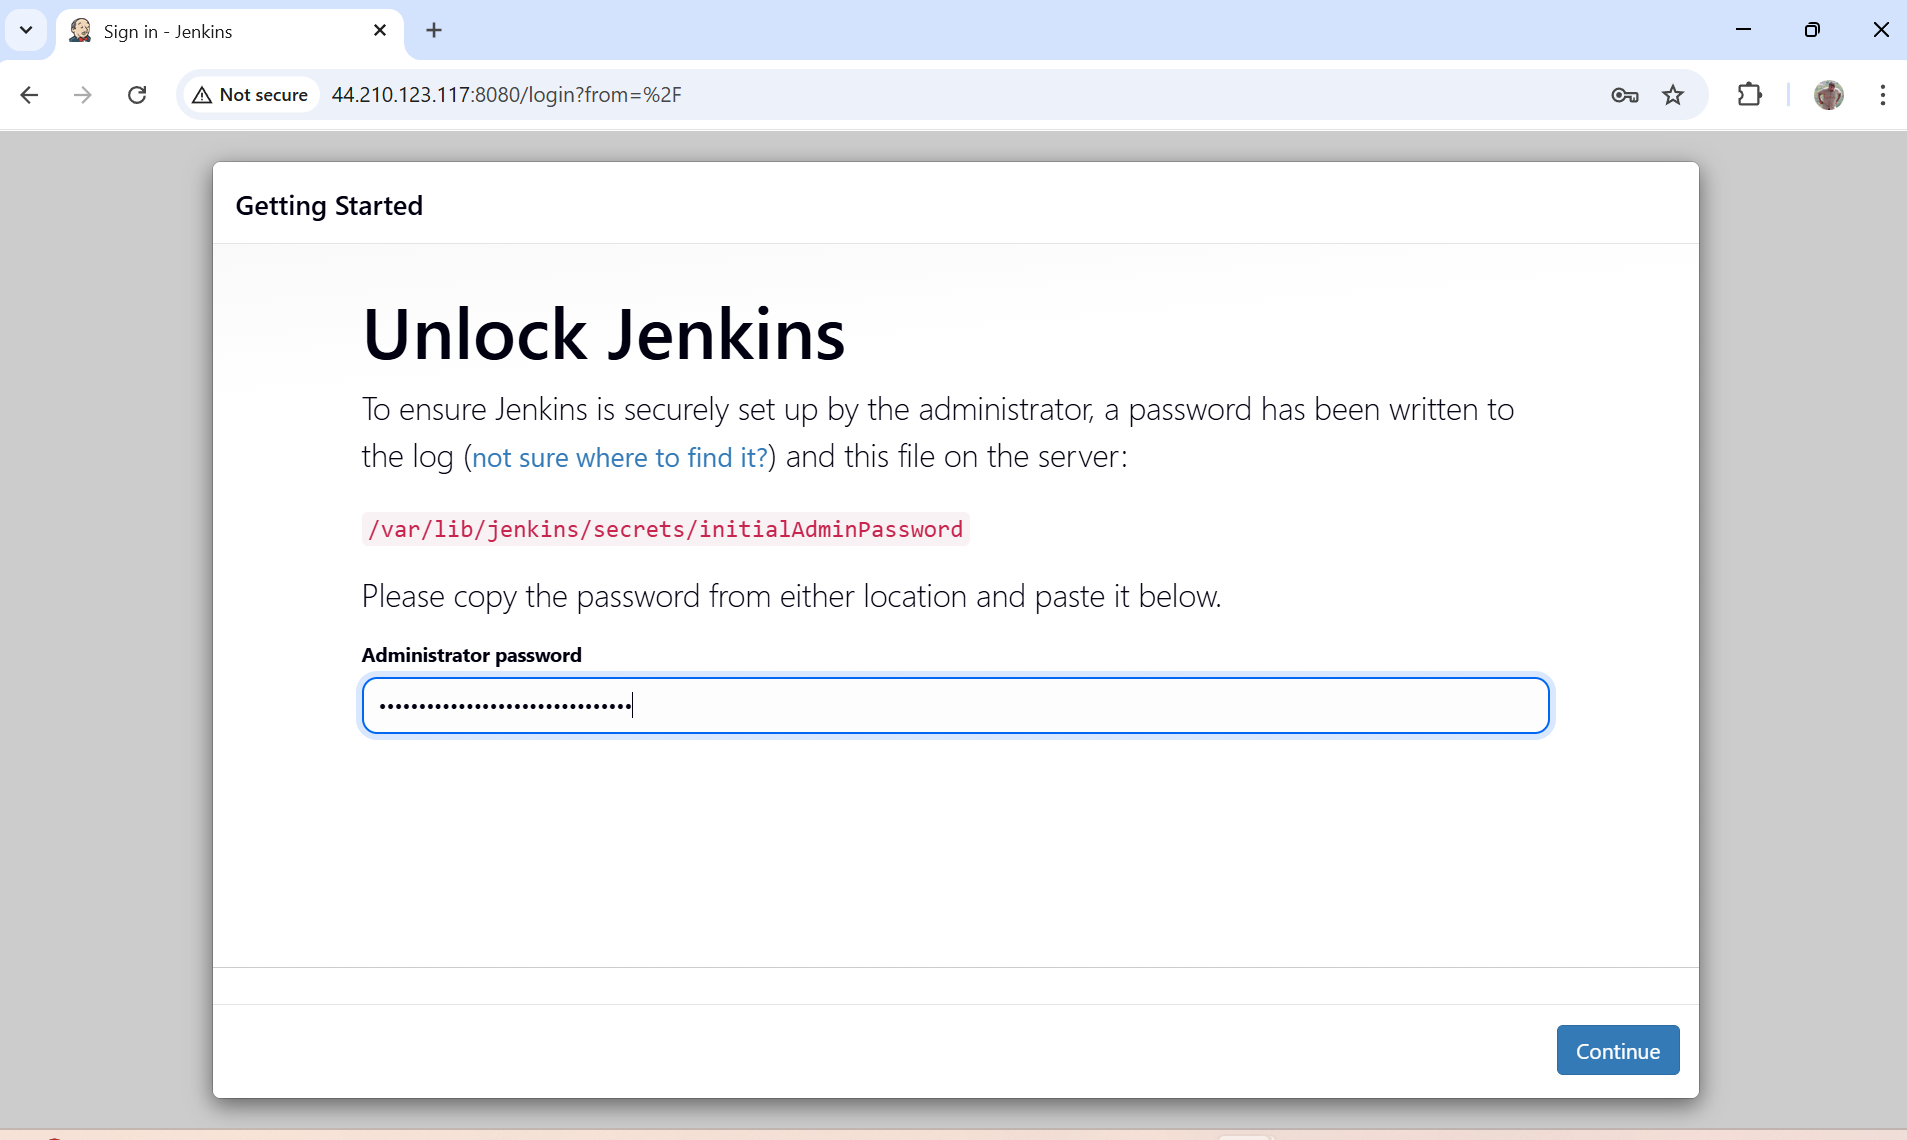 Sign in - Jenkins
Not secure
44.210.123.117:8080/login?from=%2F
Getting Started
Unlock Jenkins
To ensure Jenkins is securely set up by the administrator, a password has been written to
the log (not sure where to find it?) and this file on the server:
/var/lib/jenkins/secrets/initialAdminPassword
Please copy the password from either location and paste it below.
Administrator password
••••••••••••••••••••••••••••••••
Continue